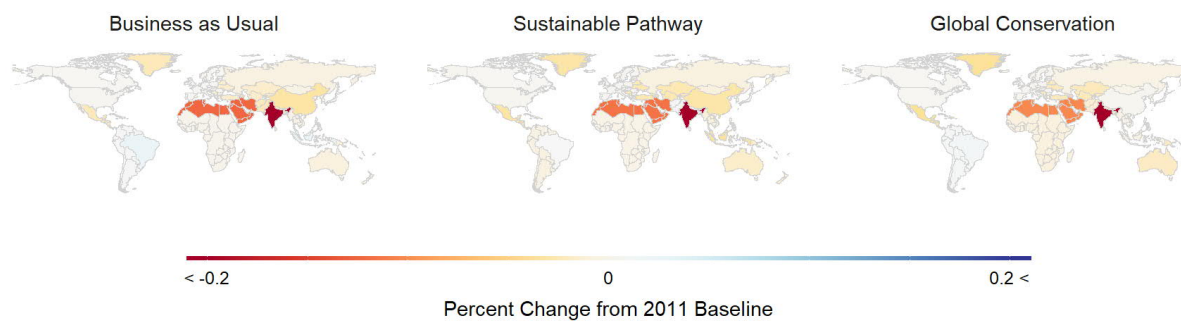 Business as Usual
Sustainable Pathway
Global Conservation
< -0.2
0
0.2 <
Percent Change from 2011 Baseline